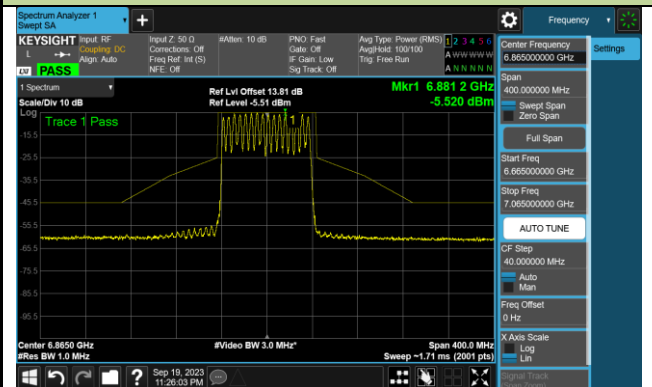 Spectrum Analyzer 1
Swept SA
Frequency
KEYSIGHT Input: RF
Coupling: DC
Align: Auto
Input Z: 50 Ω
Corrections: Off
Freq Ref: Int (S)
NFE: Off
#Atten: 10 dB
PNO: Fast
Gate: Off
IF Gain: Low
Sig Track: Off
Avg Type: Power (RMS)
Avg|Hold: 100/100
Trig: Free Run
1 2 3 4 5 6
A W W W W W
A N N N N N
L
LXI PASS
1 Spectrum
Scale/Div 10 dB
Ref Lvl Offset 13.81 dB
Ref Level -5.51 dBm
Mkr1 6.881 2 GHz
-5.520 dBm
Log
Trace 1 Pass
1
-15.5
-25.5
-35.5
-45.5
-55.5
-65.5
-75.5
-85.5
-95.5
Center 6.8650 GHz
#Res BW 1.0 MHz
#Video BW 3.0 MHz*
Span 400.0 MHz
Sweep ~1.71 ms (2001 pts)
Sep 19, 2023
11:26:03 PM
?
Center Frequency
6.865000000 GHz
Settings
Span
400.000000 MHz
Swept Span
Zero Span
Full Span
Start Freq
6.665000000 GHz
Stop Freq
7.065000000 GHz
AUTO TUNE
CF Step
40.000000 MHz
Auto
Man
Freq Offset
0 Hz
X Axis Scale
Log
Lin
Signal Track